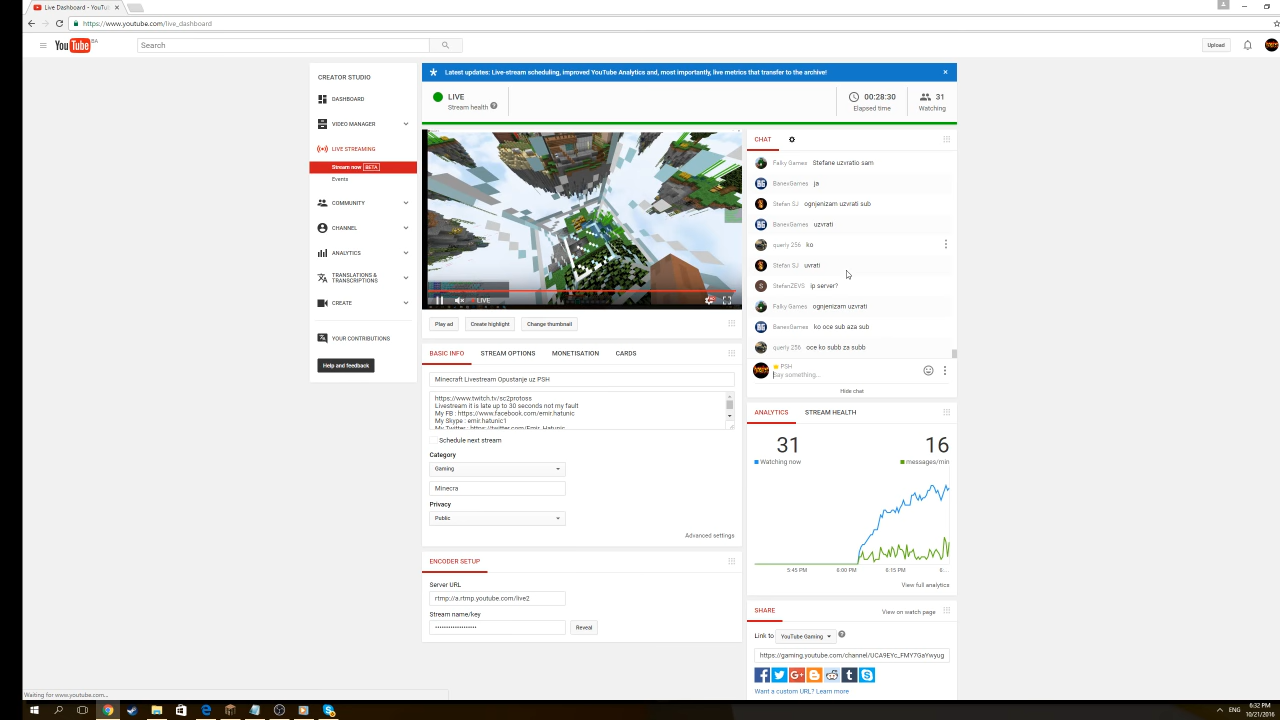 Live Dashboard - YouTu
https://www.youtube.com/live_dashboard
YouTube BA
Search
Upload
CREATOR STUDIO
DASHBOARD
VIDEO MANAGER
LIVE STREAMING
Stream now BETA
Events
COMMUNITY
CHANNEL
ANALYTICS
TRANSLATIONS &
TRANSCRIPTIONS
CREATE
YOUR CONTRIBUTIONS
Help and feedback
Latest updates: Live-stream scheduling, improved YouTube Analytics and, most importantly, live metrics that transfer to the archive!
LIVE
Stream health
00:28:30
Elapsed time
31
Watching
LIVE
Play ad
Create highlight
Change thumbnail
BASIC INFO
STREAM OPTIONS
MONETISATION
CARDS
Minecraft Livestream Opustanje uz PSH
https://www.twitch.tv/sc2protoss
Livestream it is late up to 30 seconds not my fault
My FB : https://www.facebook.com/emir.hatunic
My Skype : emir.hatunic1
My Twitter : https://twitter.com/Emir_Hatunic
Schedule next stream
Category
Gaming
Minecra
Privacy
Public
Advanced settings
ENCODER SETUP
Server URL
rtmp://a.rtmp.youtube.com/live2
Stream name/key
Reveal
CHAT
Falky Games Stefane uzvratio sam
BanexGames ja
Stefan SJ ognjenizam uzvrati sub
BanexGames uzvrati
querly 256 ko
Stefan SJ uvrati
StefanZEVS ip server?
Falky Games ognjenizam uzvrati
BanexGames ko oce sub aza sub
querly 256 oce ko subb za subb
PSH
Say something...
Hide chat
ANALYTICS
STREAM HEALTH
31
Watching now
16
messages/min
5:45 PM
6:00 PM
6:15 PM
6...
View full analytics
SHARE
View on watch page
Link to
YouTube Gaming
https://gaming.youtube.com/channel/UCA9EYc_FMY7GaYwyug
Want a custom URL? Learn more
Waiting for www.youtube.com...
ENG
6:32 PM
10/21/2016